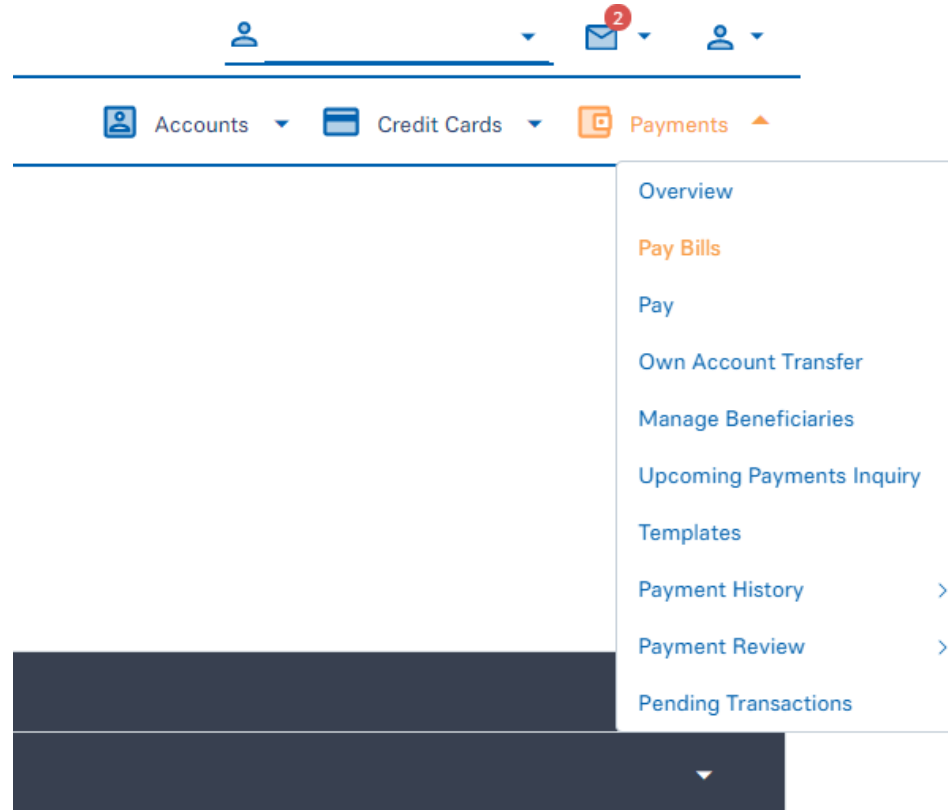 2
Accounts Credit Cards Payments
Overview
Pay Bills
Pay
Own Account Transfer
Manage Beneficiaries
Upcoming Payments Inquiry
Templates
Payment History
Payment Review
Pending Transactions